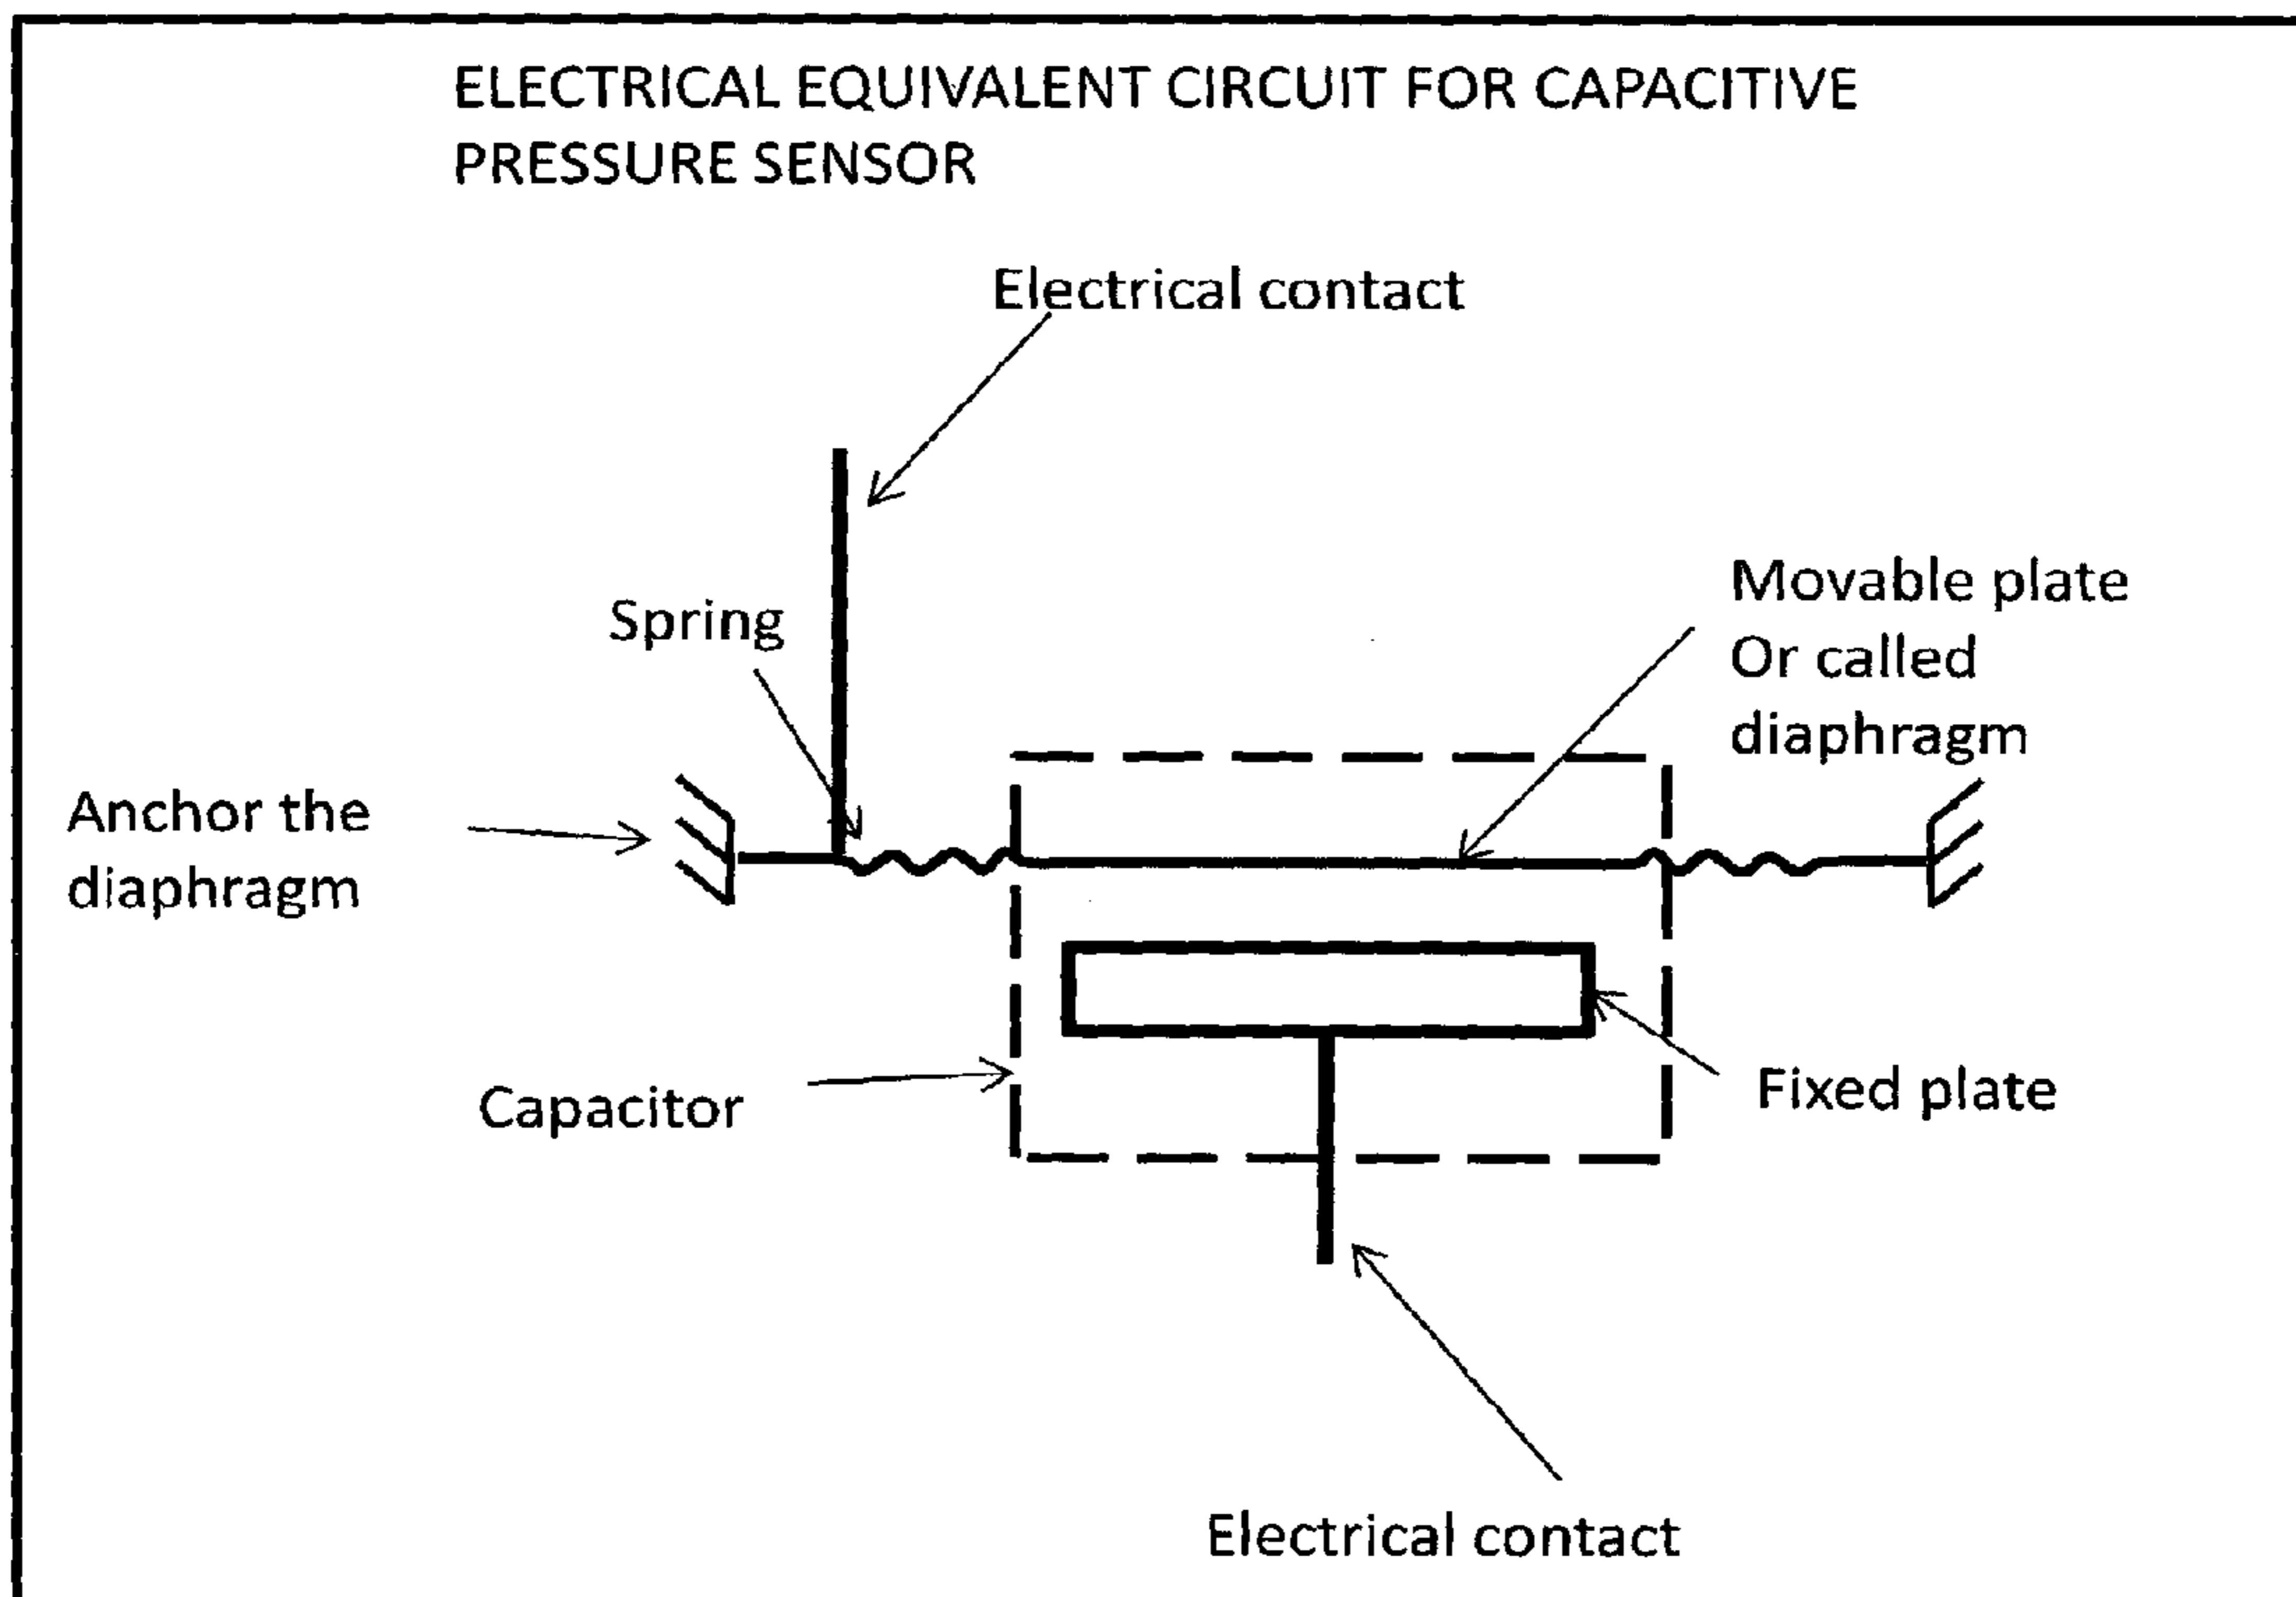 ELECTRICAL EQUIVALENT CIRCUIT FOR CAPACITIVE
PRESSURE SENSOR
Electrical contact
Spring
Movable plate
Or called
diaphragm
Anchor the
diaphragm
Capacitor
Fixed plate
Electrical contact